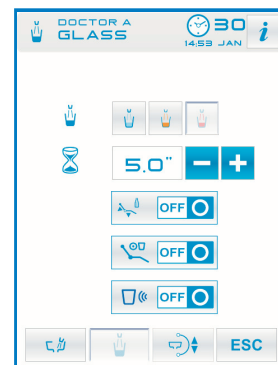 DOCTOR A
GLASS
30
14:53 JAN
i
5.0"
− +
OFF
OFF
OFF
ESC